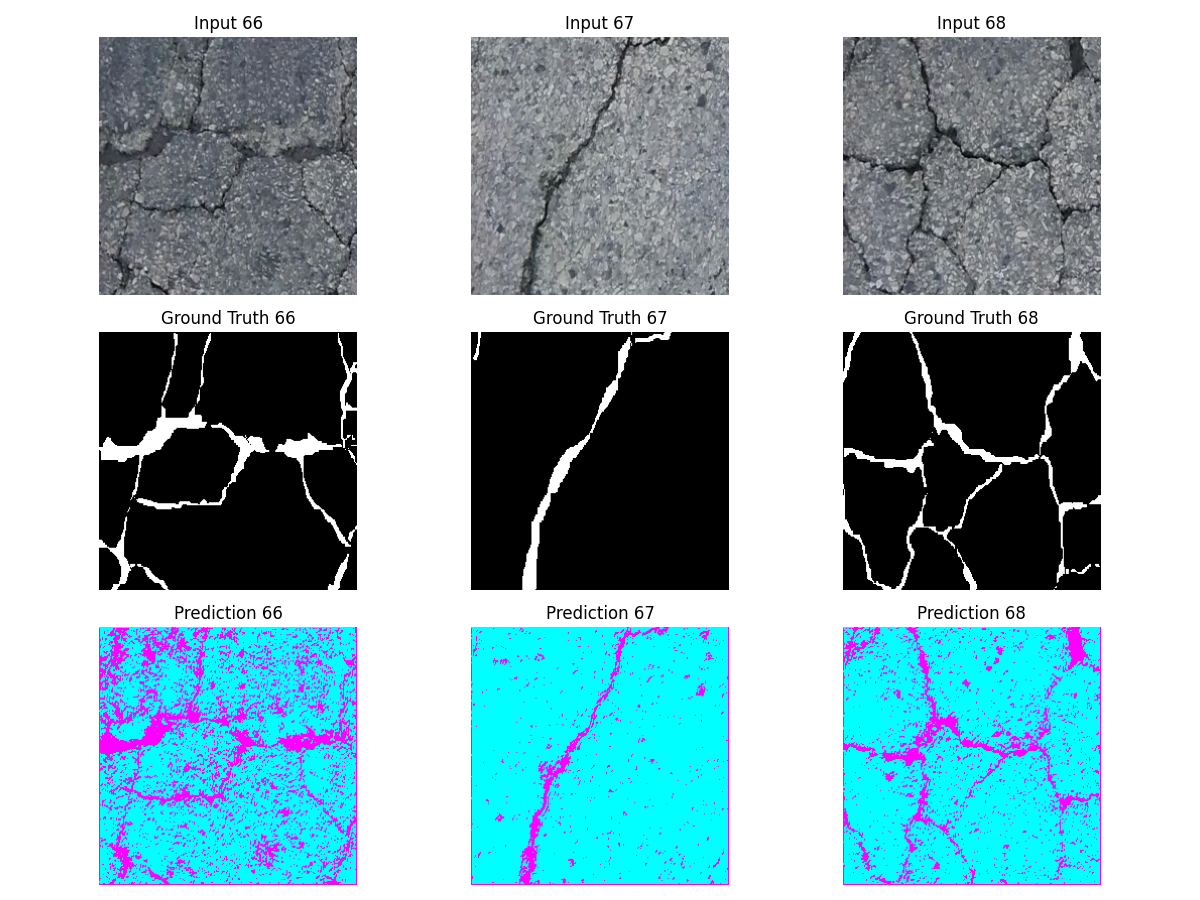 Input 66
Input 67
Input 68
Ground Truth 66
Ground Truth 67
Ground Truth 68
Prediction 66
Prediction 67
Prediction 68